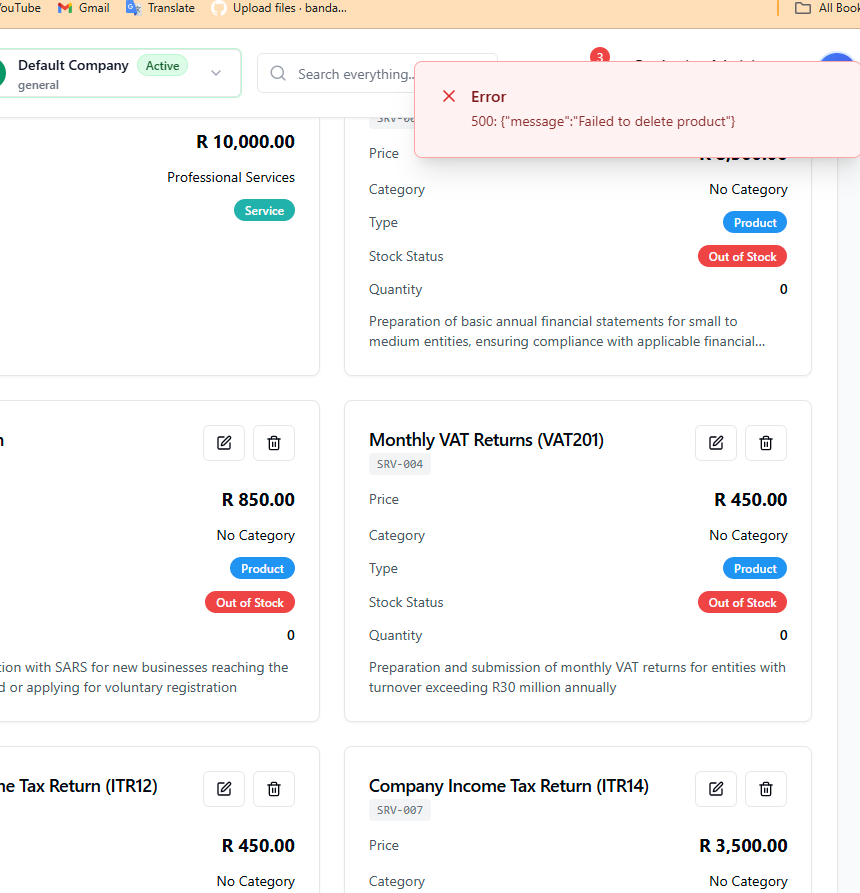 YouTube Gmail Translate Upload files · banda... All Book
Default Company Active
general
Search everything..
3
Error
500: {"message":"Failed to delete product"}
R 10,000.00
Professional Services
Service
Price
Category No Category
Type Product
Stock Status Out of Stock
Quantity 0
Preparation of basic annual financial statements for small to
medium entities, ensuring compliance with applicable financial...
R 850.00
No Category
Product
Out of Stock
0
tion with SARS for new businesses reaching the
d or applying for voluntary registration
Monthly VAT Returns (VAT201)
SRV-004
Price R 450.00
Category No Category
Type Product
Stock Status Out of Stock
Quantity 0
Preparation and submission of monthly VAT returns for entities with
turnover exceeding R30 million annually
ne Tax Return (ITR12)
R 450.00
No Category
Company Income Tax Return (ITR14)
SRV-007
Price R 3,500.00
Category No Category